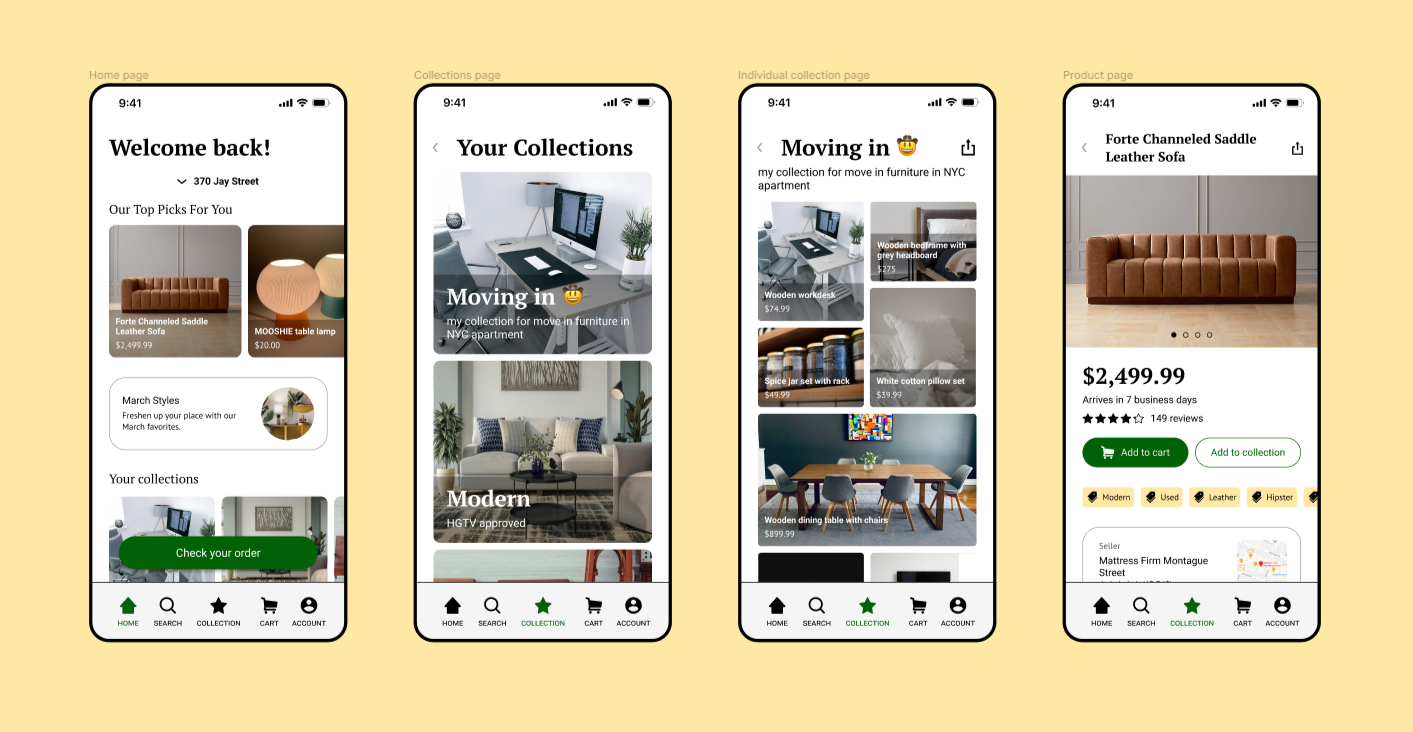 Home page
9:41
Welcome back!
370 Jay Street
Our Top Picks For You
Forte Channeled Saddle
Leather Sofa
$2,499.99
MOOSHIE table lamp
$20.00
March Styles
Freshen up your place with our
March favorites.
Your collections
Check your order
HOME
SEARCH
COLLECTION
CART
ACCOUNT
Collections page
9:41
Your Collections
Moving in 🤠
my collection for move in furniture in
NYC apartment
Modern
HGTV approved
HOME
SEARCH
COLLECTION
CART
ACCOUNT
Individual collection page
9:41
Moving in 🤠
my collection for move in furniture in NYC
apartment
Wooden workdesk
$74.99
Wooden bedframe with
grey headboard
$275
Spice jar set with rack
$49.99
White cotton pillow set
$39.99
Wooden dining table with chairs
$899.99
HOME
SEARCH
COLLECTION
CART
ACCOUNT
Product page
9:41
Forte Channeled Saddle
Leather Sofa
$2,499.99
Arrives in 7 business days
149 reviews
Add to cart
Add to collection
Modern
Used
Leather
Hipster
Seller
Mattress Firm Montague
Street
HOME
SEARCH
COLLECTION
CART
ACCOUNT